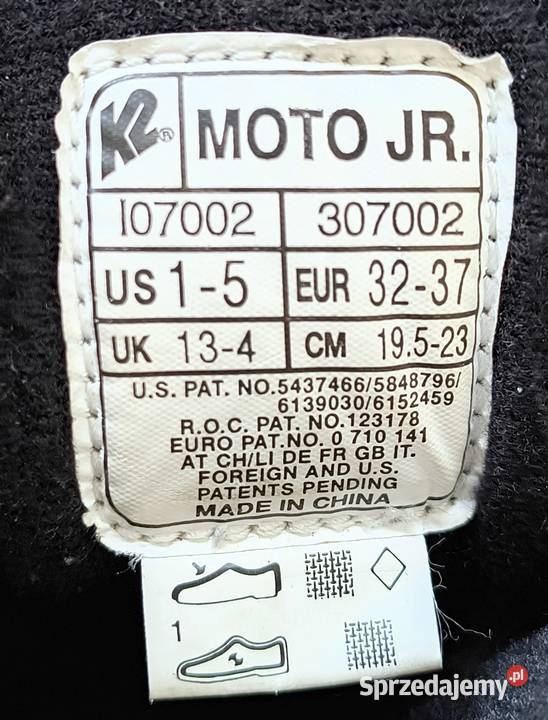 K2® MOTO JR.
107002 307002
US 1-5 EUR 32-37
UK 13-4 CM 19.5-23
U.S. PAT. NO.5437466/5848796/
6139030/6152459
R.O.C. PAT. NO.123178
EURO PAT.NO. 0 710 141
AT CH/LI DE FR GB IT.
FOREIGN AND U.S.
PATENTS PENDING
MADE IN CHINA
1
Sprzedajemy.pl